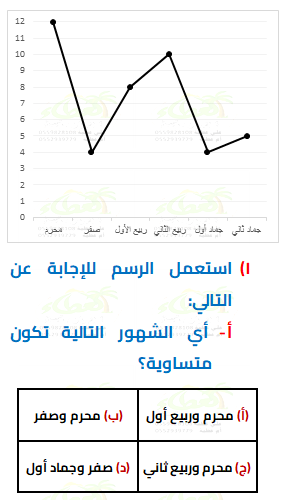 12
11
10
9
8
7
6
5
4
3
2
1
0
محرم صفر ربيع الأول ربيع الثاني جماد أول جماد ثاني
١) استعمل الرسم للإجابة عن
التالي:
أ- أي الشهور التالية تكون
متساوية؟
(أ) محرم وربيع أول (ب) محرم وصفر
(ج) محرم وربيع ثاني (د) صفر وجماد أول